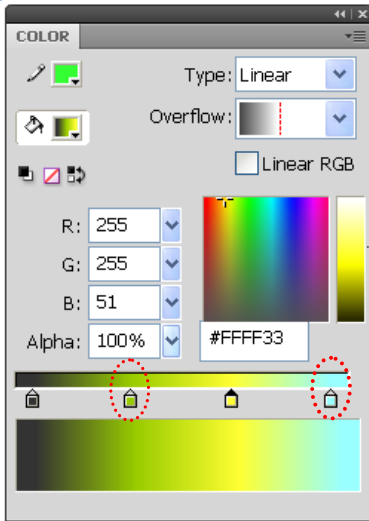 COLOR
Type: Linear
Overflow:
Linear RGB
R: 255
G: 255
B: 51
Alpha: 100% #FFFF33